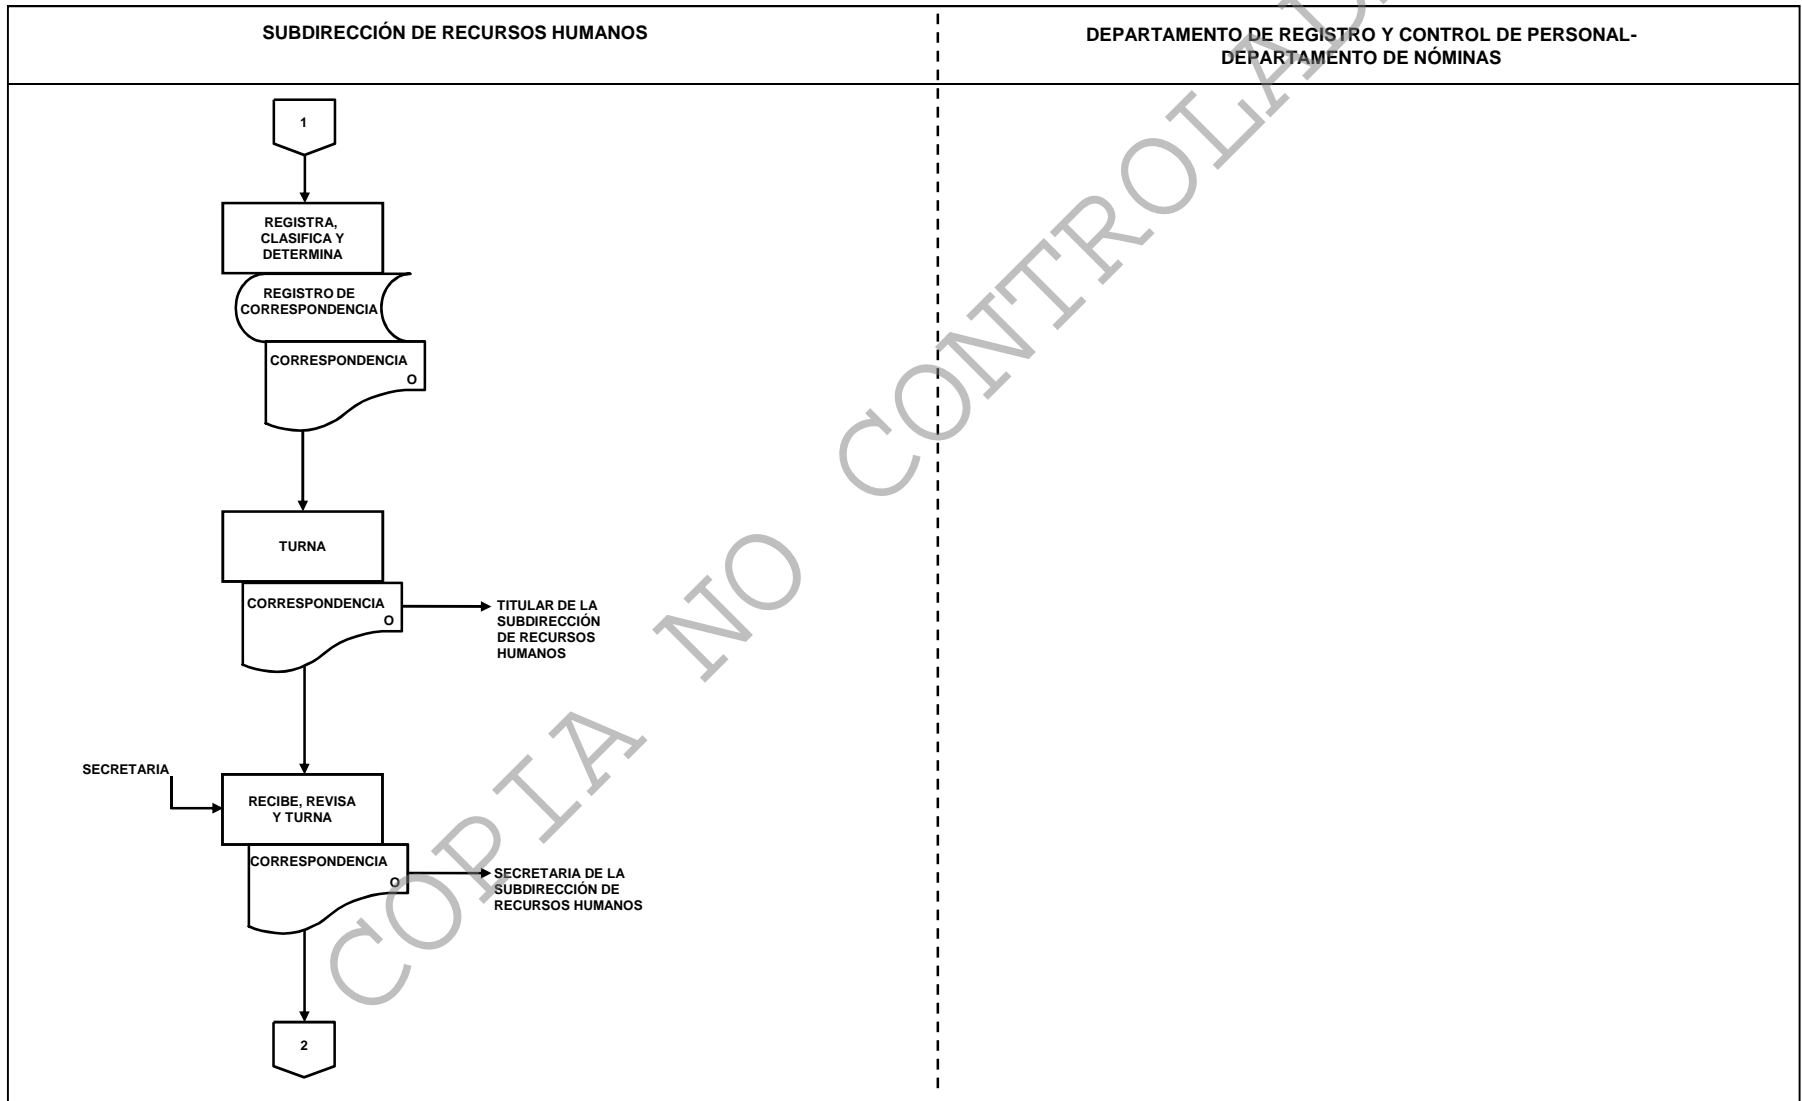 SUBDIRECCIÓN DE RECURSOS HUMANOS
DEPARTAMENTO DE REGISTRO Y CONTROL DE PERSONAL-
DEPARTAMENTO DE NÓMINAS
1
REGISTRA,
CLASIFICA Y
DETERMINA
REGISTRO DE
CORRESPONDENCIA
CORRESPONDENCIA
O
TURNA
CORRESPONDENCIA
O
TITULAR DE LA
SUBDIRECCIÓN
DE RECURSOS
HUMANOS
SECRETARIA
RECIBE, REVISA
Y TURNA
CORRESPONDENCIA
O
SECRETARIA DE LA
SUBDIRECCIÓN DE
RECURSOS HUMANOS
2
COPIA NO CONTROLAD